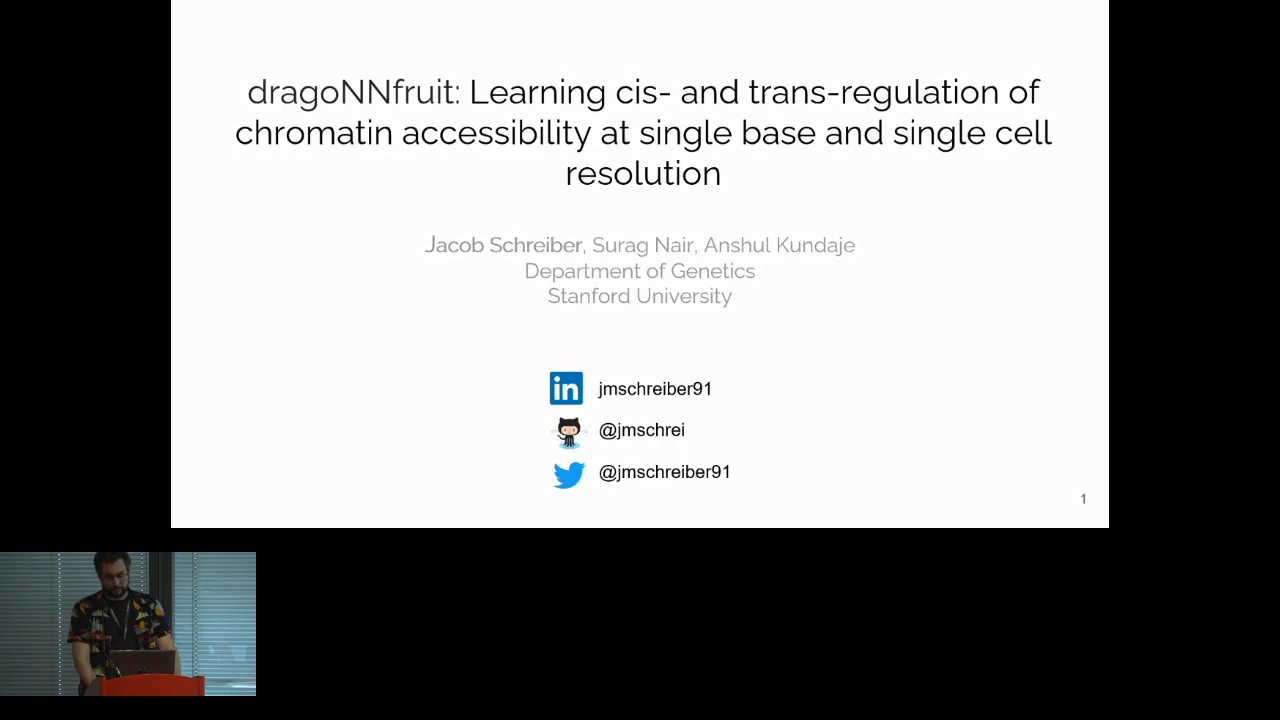 dragoNNfruit: Learning cis- and trans-regulation of
chromatin accessibility at single base and single cell
resolution
Jacob Schreiber, Surag Nair, Anshul Kundaje
Department of Genetics
Stanford University
in jmschreiber91
@jmschrei
@jmschreiber91
1